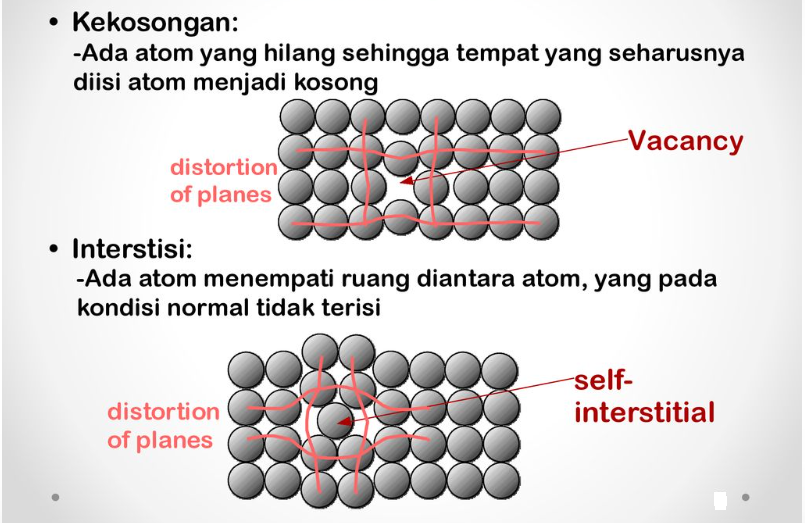 • Kekosongan:
-Ada atom yang hilang sehingga tempat yang seharusnya
diisi atom menjadi kosong
Vacancy
distortion
of planes
• Interstisi:
-Ada atom menempati ruang diantara atom, yang pada
kondisi normal tidak terisi
self-
interstitial
distortion
of planes